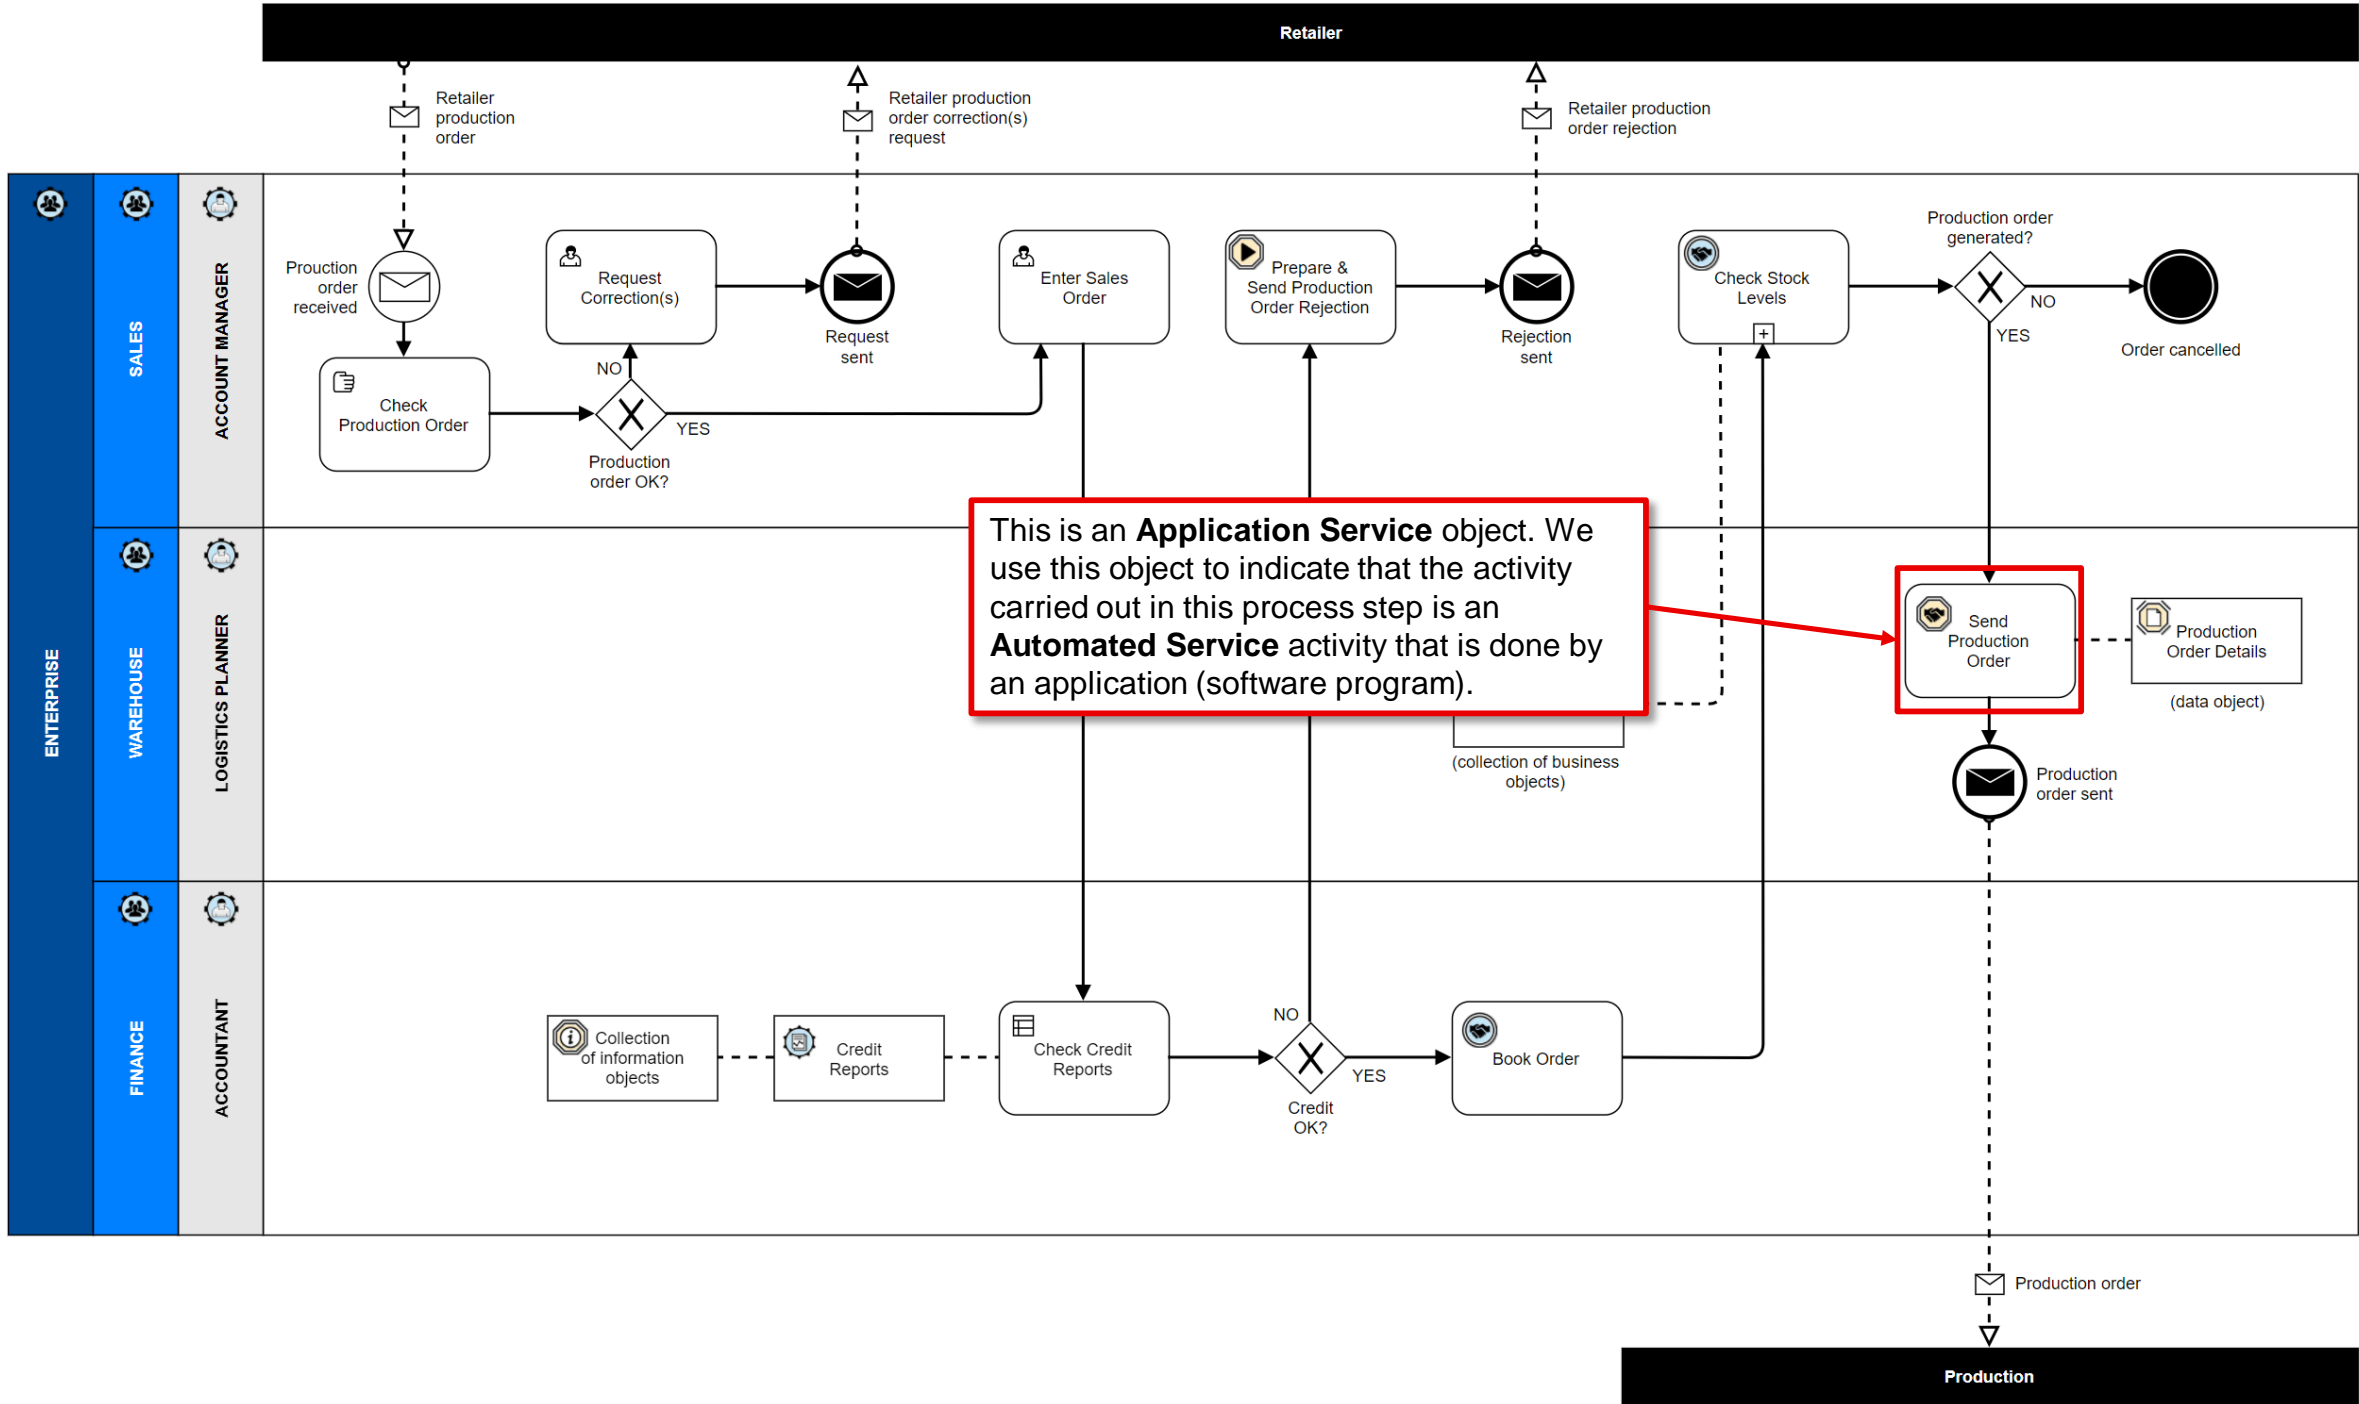 Retailer
Retailer
production
order
Retailer production
order correction(s)
request
Retailer production
order rejection
ENTERPRISE
SALES
ACCOUNT MANAGER
Prouction
order
received
Check
Production Order
Request
Correction(s)
NO
YES
Production
order OK?
Request
sent
Enter Sales
Order
Prepare &
Send Production
Order Rejection
Rejection
sent
Check Stock
Levels
Production order
generated?
NO
YES
Order cancelled
This is an Application Service object. We
use this object to indicate that the activity
carried out in this process step is an
Automated Service activity that is done by
an application (software program).
WAREHOUSE
LOGISTICS PLANNER
(collection of business
objects)
Send
Production
Order
Production
Order Details
(data object)
Production
order sent
FINANCE
ACCOUNTANT
Collection
of information
objects
Credit
Reports
Check Credit
Reports
NO
YES
Credit
OK?
Book Order
Production order
Production